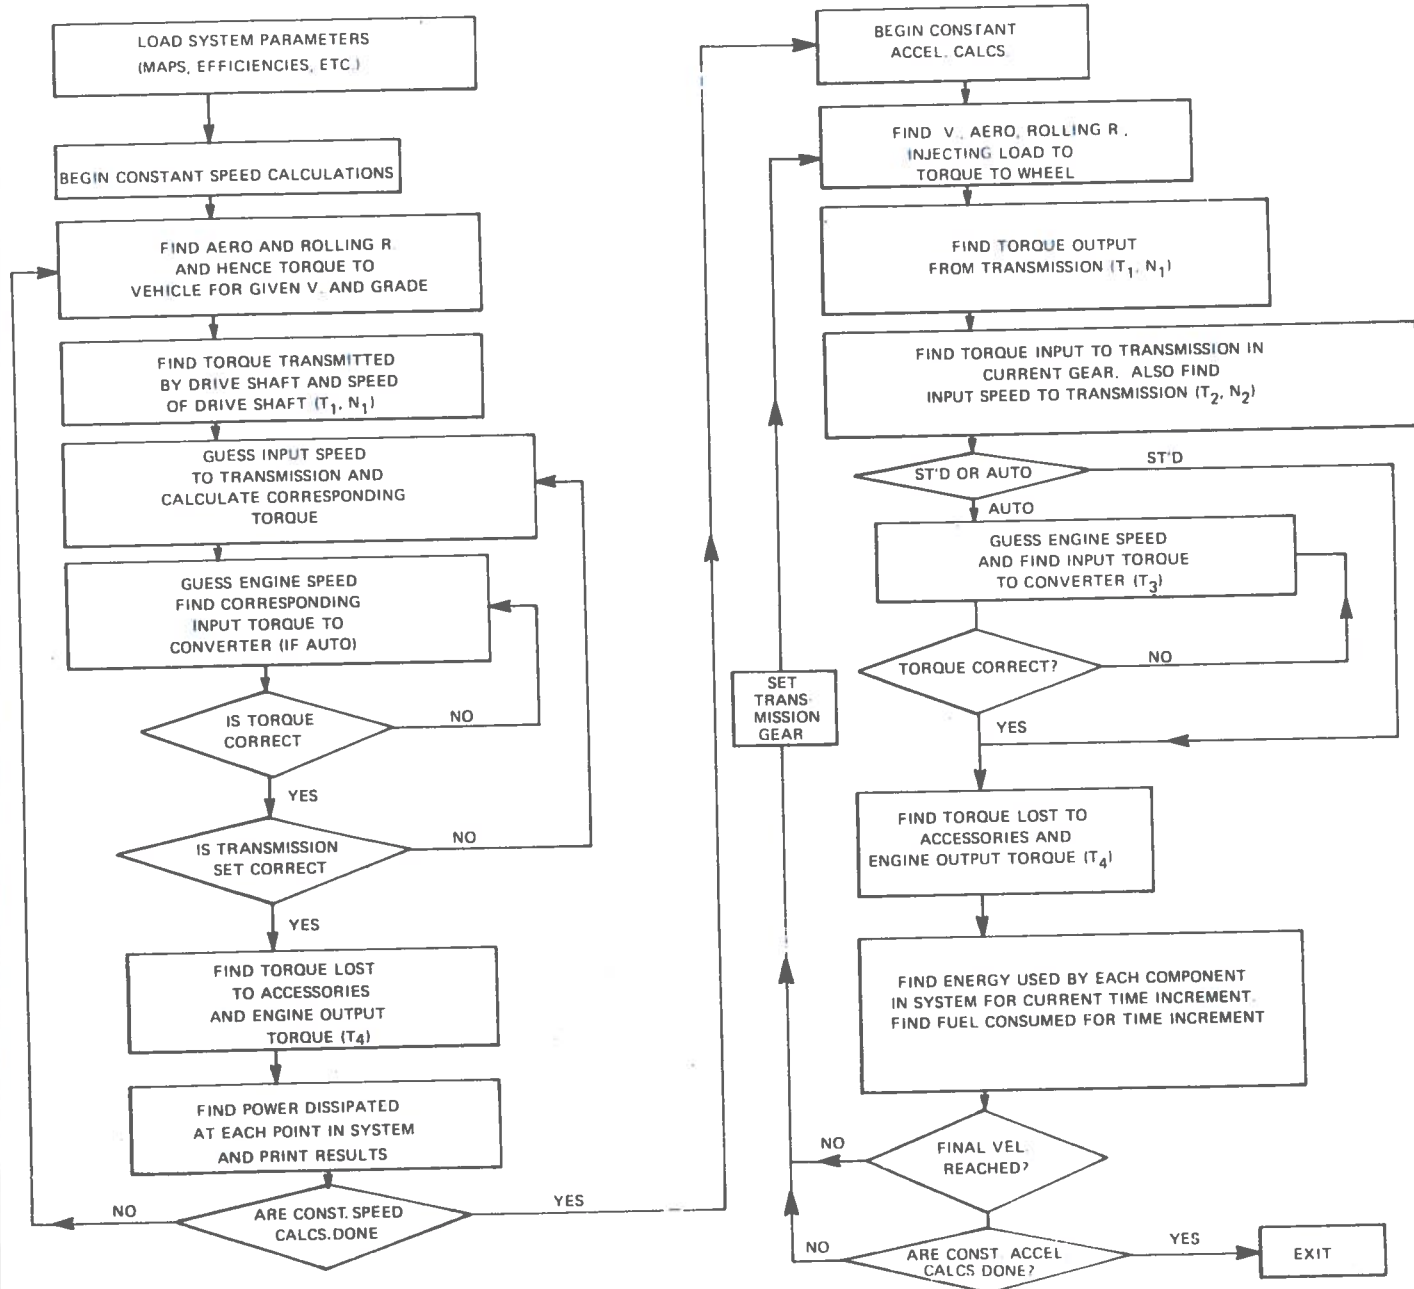 LOAD SYSTEM PARAMETERS
(MAPS, EFFICIENCIES, ETC.)
BEGIN CONSTANT SPEED CALCULATIONS
FIND AERO AND ROLLING R.
AND HENCE TORQUE TO
VEHICLE FOR GIVEN V. AND GRADE
FIND TORQUE TRANSMITTED
BY DRIVE SHAFT AND SPEED
OF DRIVE SHAFT (T₁, N₁)
GUESS INPUT SPEED
TO TRANSMISSION AND
CALCULATE CORRESPONDING
TORQUE
GUESS ENGINE SPEED
FIND CORRESPONDING
INPUT TORQUE TO
CONVERTER (IF AUTO)
IS TORQUE
CORRECT
NO
YES
IS TRANSMISSION
SET CORRECT
NO
YES
FIND TORQUE LOST
TO ACCESSORIES
AND ENGINE OUTPUT
TORQUE (T₄)
FIND POWER DISSIPATED
AT EACH POINT IN SYSTEM
AND PRINT RESULTS
ARE CONST. SPEED
CALCS. DONE
NO
YES
BEGIN CONSTANT
ACCEL. CALCS.
FIND V., AERO, ROLLING R.,
INJECTING LOAD TO
TORQUE TO WHEEL
FIND TORQUE OUTPUT
FROM TRANSMISSION (T₁, N₁)
FIND TORQUE INPUT TO TRANSMISSION IN
CURRENT GEAR. ALSO FIND
INPUT SPEED TO TRANSMISSION (T₂, N₂)
ST'D OR AUTO
ST'D
AUTO
GUESS ENGINE SPEED
AND FIND INPUT TORQUE
TO CONVERTER (T₃)
TORQUE CORRECT?
NO
YES
SET
TRANS-
MISSION
GEAR
FIND TORQUE LOST TO
ACCESSORIES AND
ENGINE OUTPUT TORQUE (T₄)
FIND ENERGY USED BY EACH COMPONENT
IN SYSTEM FOR CURRENT TIME INCREMENT.
FIND FUEL CONSUMED FOR TIME INCREMENT
FINAL VEL.
REACHED?
NO
ARE CONST. ACCEL
CALCS DONE?
NO
YES
EXIT